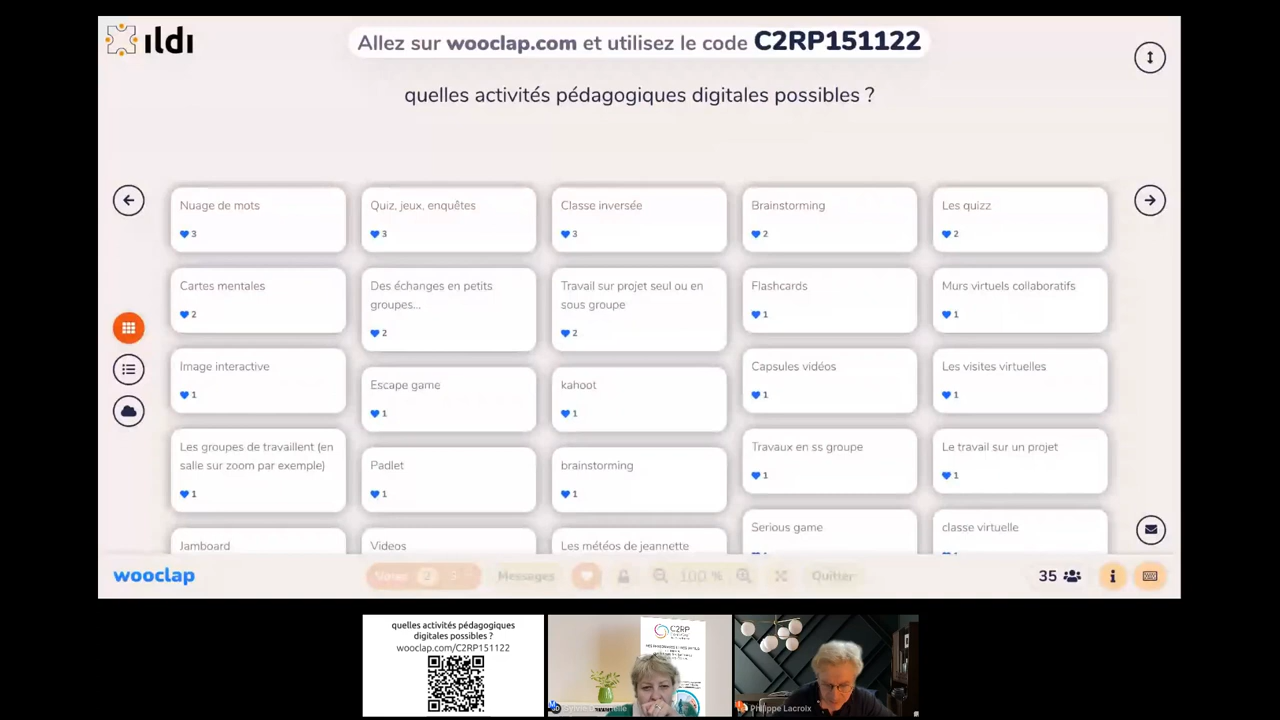 ildi
Allez sur wooclap.com et utilisez le code C2RP151122
quelles activités pédagogiques digitales possibles ?
Nuage de mots
3
Quiz, jeux, enquêtes
3
Classe inversée
3
Brainstorming
2
Les quizz
2
Cartes mentales
2
Des échanges en petits
groupes...
2
Travail sur projet seul ou en
sous groupe
2
Flashcards
1
Murs virtuels collaboratifs
1
Image interactive
1
Escape game
1
kahoot
1
Capsules vidéos
1
Les visites virtuelles
1
Les groupes de travaillent (en
salle sur zoom par exemple)
1
Padlet
1
brainstorming
1
Travaux en ss groupe
1
Le travail sur un projet
1
Jamboard
Videos
Les météos de jeannette
Serious game
classe virtuelle
wooclap
Votes 2
Messages
100 %
Quitter
35
i
quelles activités pédagogiques
digitales possibles ?
wooclap.com/C2RP151122
C2RP
Philippe Lacroix